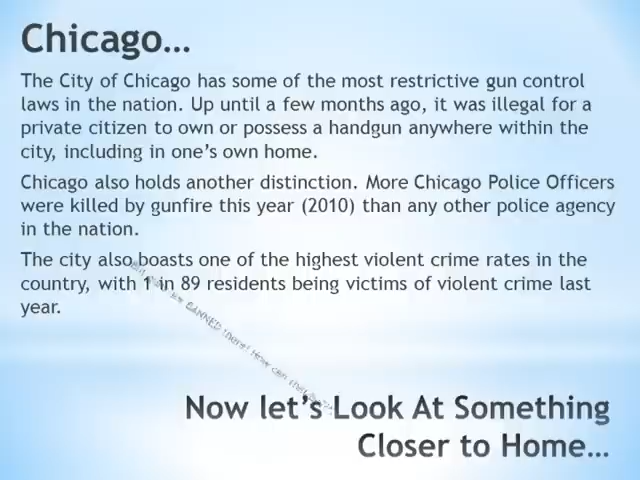 Chicago…
The City of Chicago has some of the most restrictive gun control
laws in the nation. Up until a few months ago, it was illegal for a
private citizen to own or possess a handgun anywhere within the
city, including in one's own home.
Chicago also holds another distinction. More Chicago Police Officers
were killed by gunfire this year (2010) than any other police agency
in the nation.
The city also boasts one of the highest violent crime rates in the
country, with 1 in 89 residents being victims of violent crime last
year.
BANNED there! How can that
Now let's Look At Something
Closer to Home…